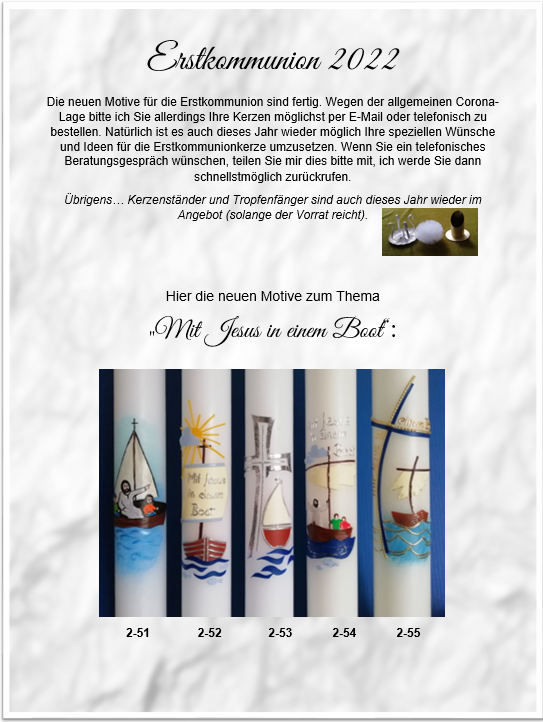 Erstkommunion 2022
Die neuen Motive für die Erstkommunion sind fertig. Wegen der allgemeinen Corona-
Lage bitte ich Sie allerdings Ihre Kerzen möglichst per E-Mail oder telefonisch zu
bestellen. Natürlich ist es auch dieses Jahr wieder möglich Ihre speziellen Wünsche
und Ideen für die Erstkommunionkerze umzusetzen. Wenn Sie ein telefonisches
Beratungsgespräch wünschen, teilen Sie mir dies bitte mit, ich werde Sie dann
schnellstmöglich zurückrufen.
Übrigens… Kerzenständer und Tropfenfänger sind auch dieses Jahr wieder im
Angebot (solange der Vorrat reicht).
Hier die neuen Motive zum Thema
„Mit Jesus in einem Boot“:
Mit Jesus
in einem
Boot
2-51 2-52 2-53 2-54 2-55